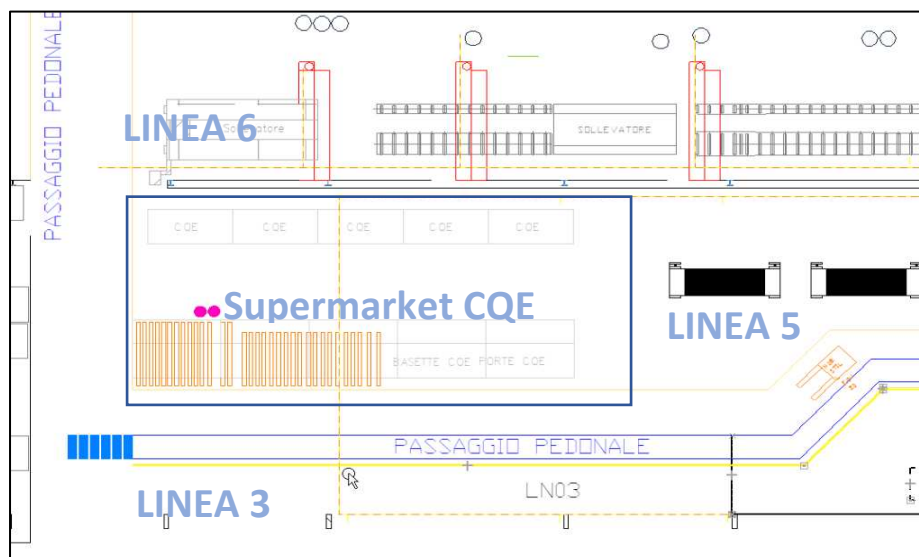 PASSAGGIO PEDONALE
LINEA 6
Sollevatore
SOLLEVATORE
CQE
CQE
CQE
CQE
CQE
Supermarket CQE
LINEA 5
BASETTE CQE
PORTE CQE
PASSAGGIO PEDONALE
LINEA 3
LN03